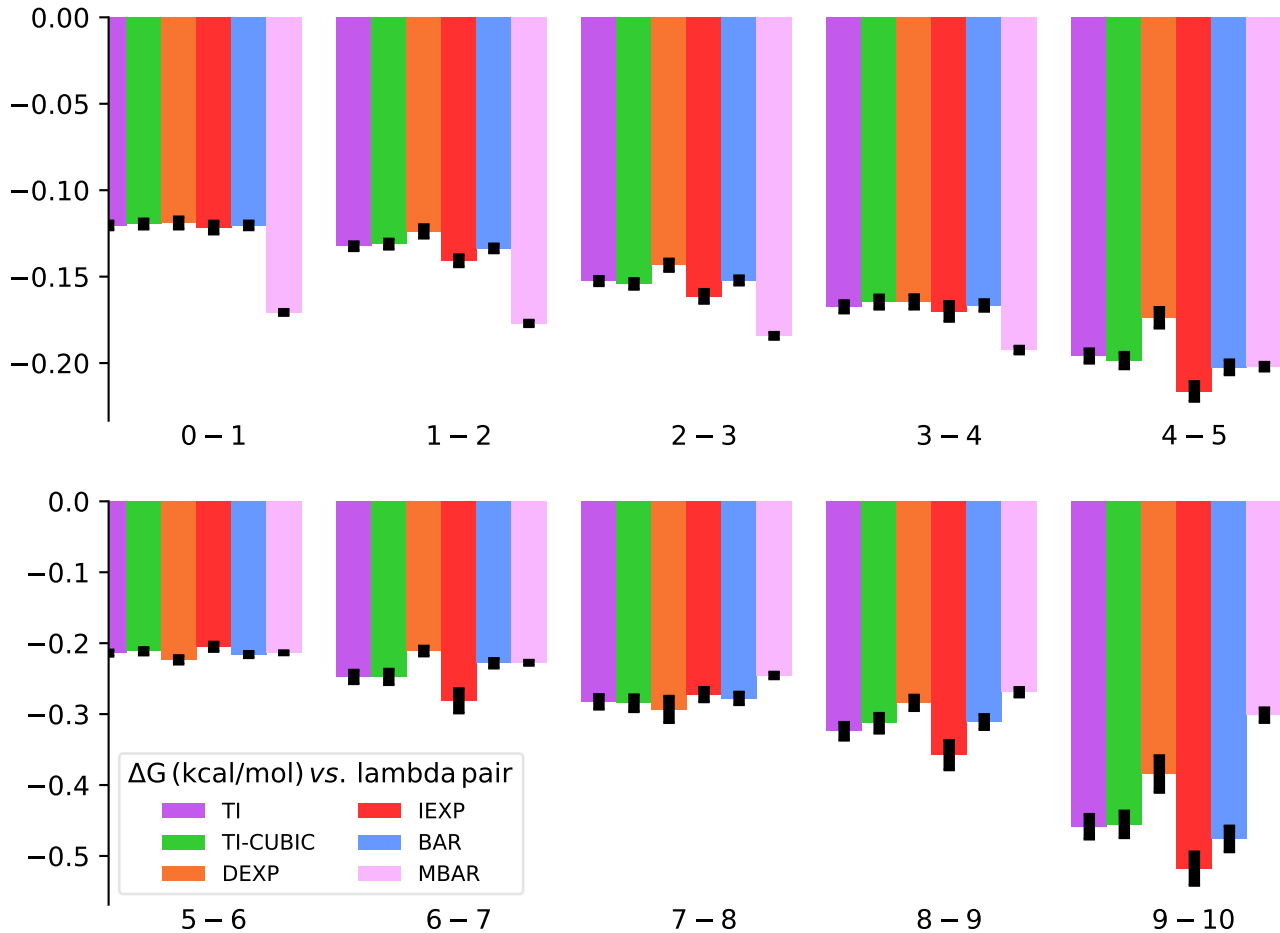 0.00
−0.05
−0.10
−0.15
−0.20
0 − 1
1 − 2
2 − 3
3 − 4
4 − 5
0.0
−0.1
−0.2
−0.3
−0.4
−0.5
ΔG (kcal/mol) vs. lambda pair
TI
TI-CUBIC
DEXP
IEXP
BAR
MBAR
5 − 6
6 − 7
7 − 8
8 − 9
9 − 10